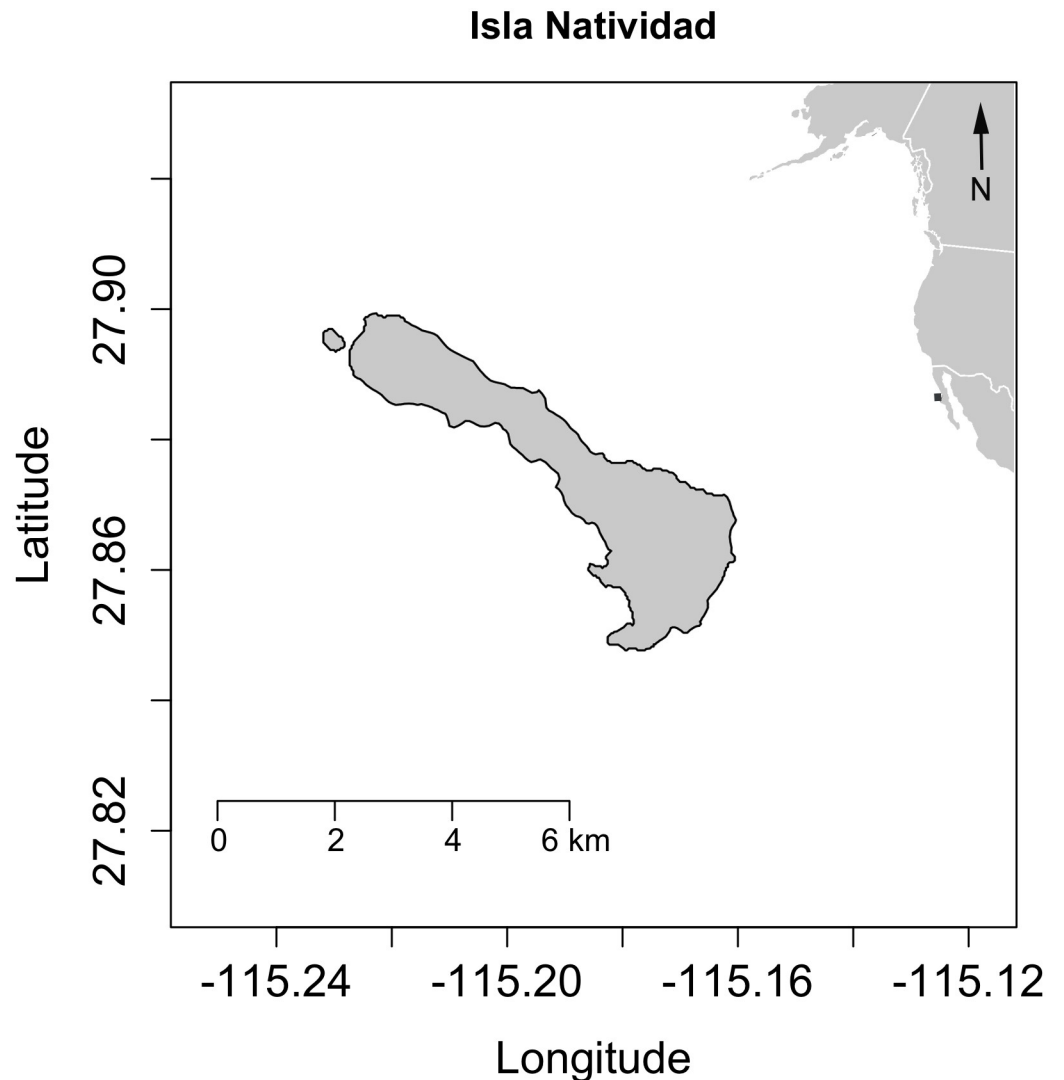 Isla Natividad
N
27.90
27.86
27.82
Latitude
0 2 4 6 km
-115.24 -115.20 -115.16 -115.12
Longitude